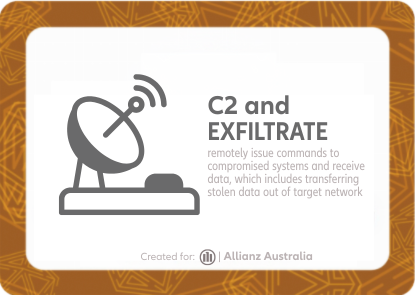 C2 and
EXFILTRATE
remotely issue commands to
compromised systems and receive
data, which includes transferring
stolen data out of target network
Created for: | Allianz Australia